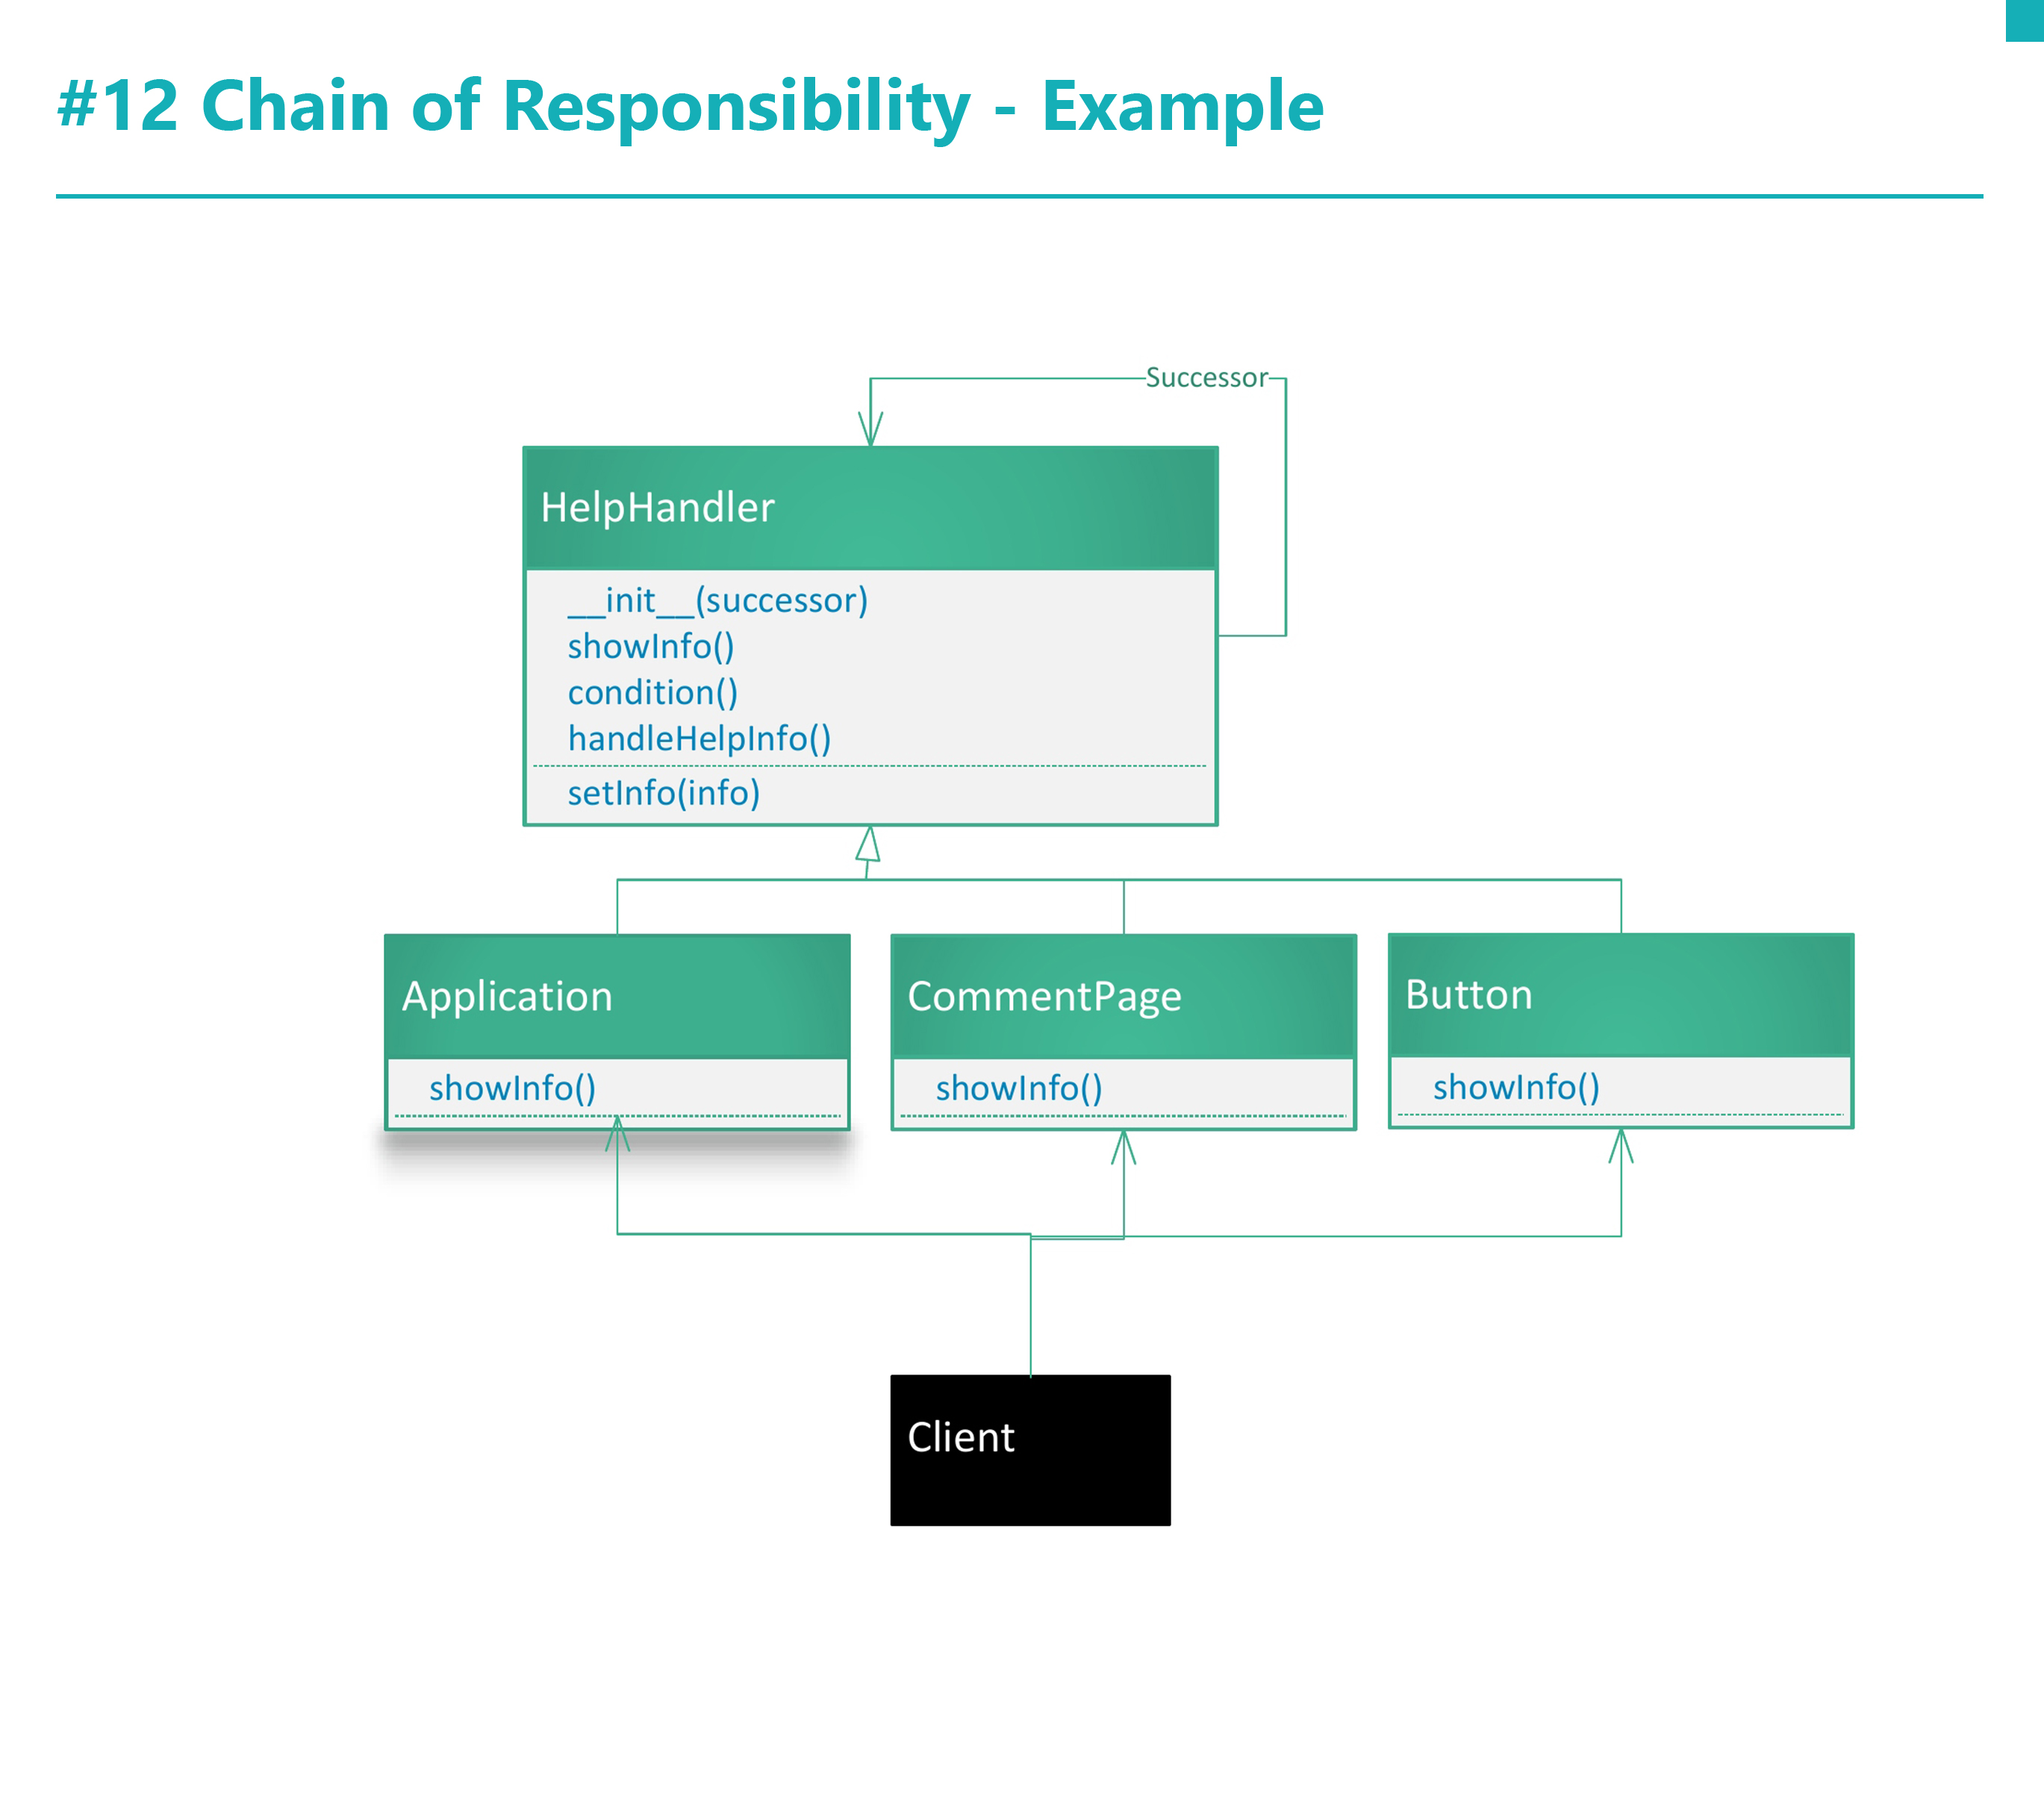 #12 Chain of Responsibility - Example
Successor
HelpHandler
__init__(successor)
showInfo()
condition()
handleHelpInfo()
setInfo(info)
Application
showInfo()
CommentPage
showInfo()
Button
showInfo()
Client